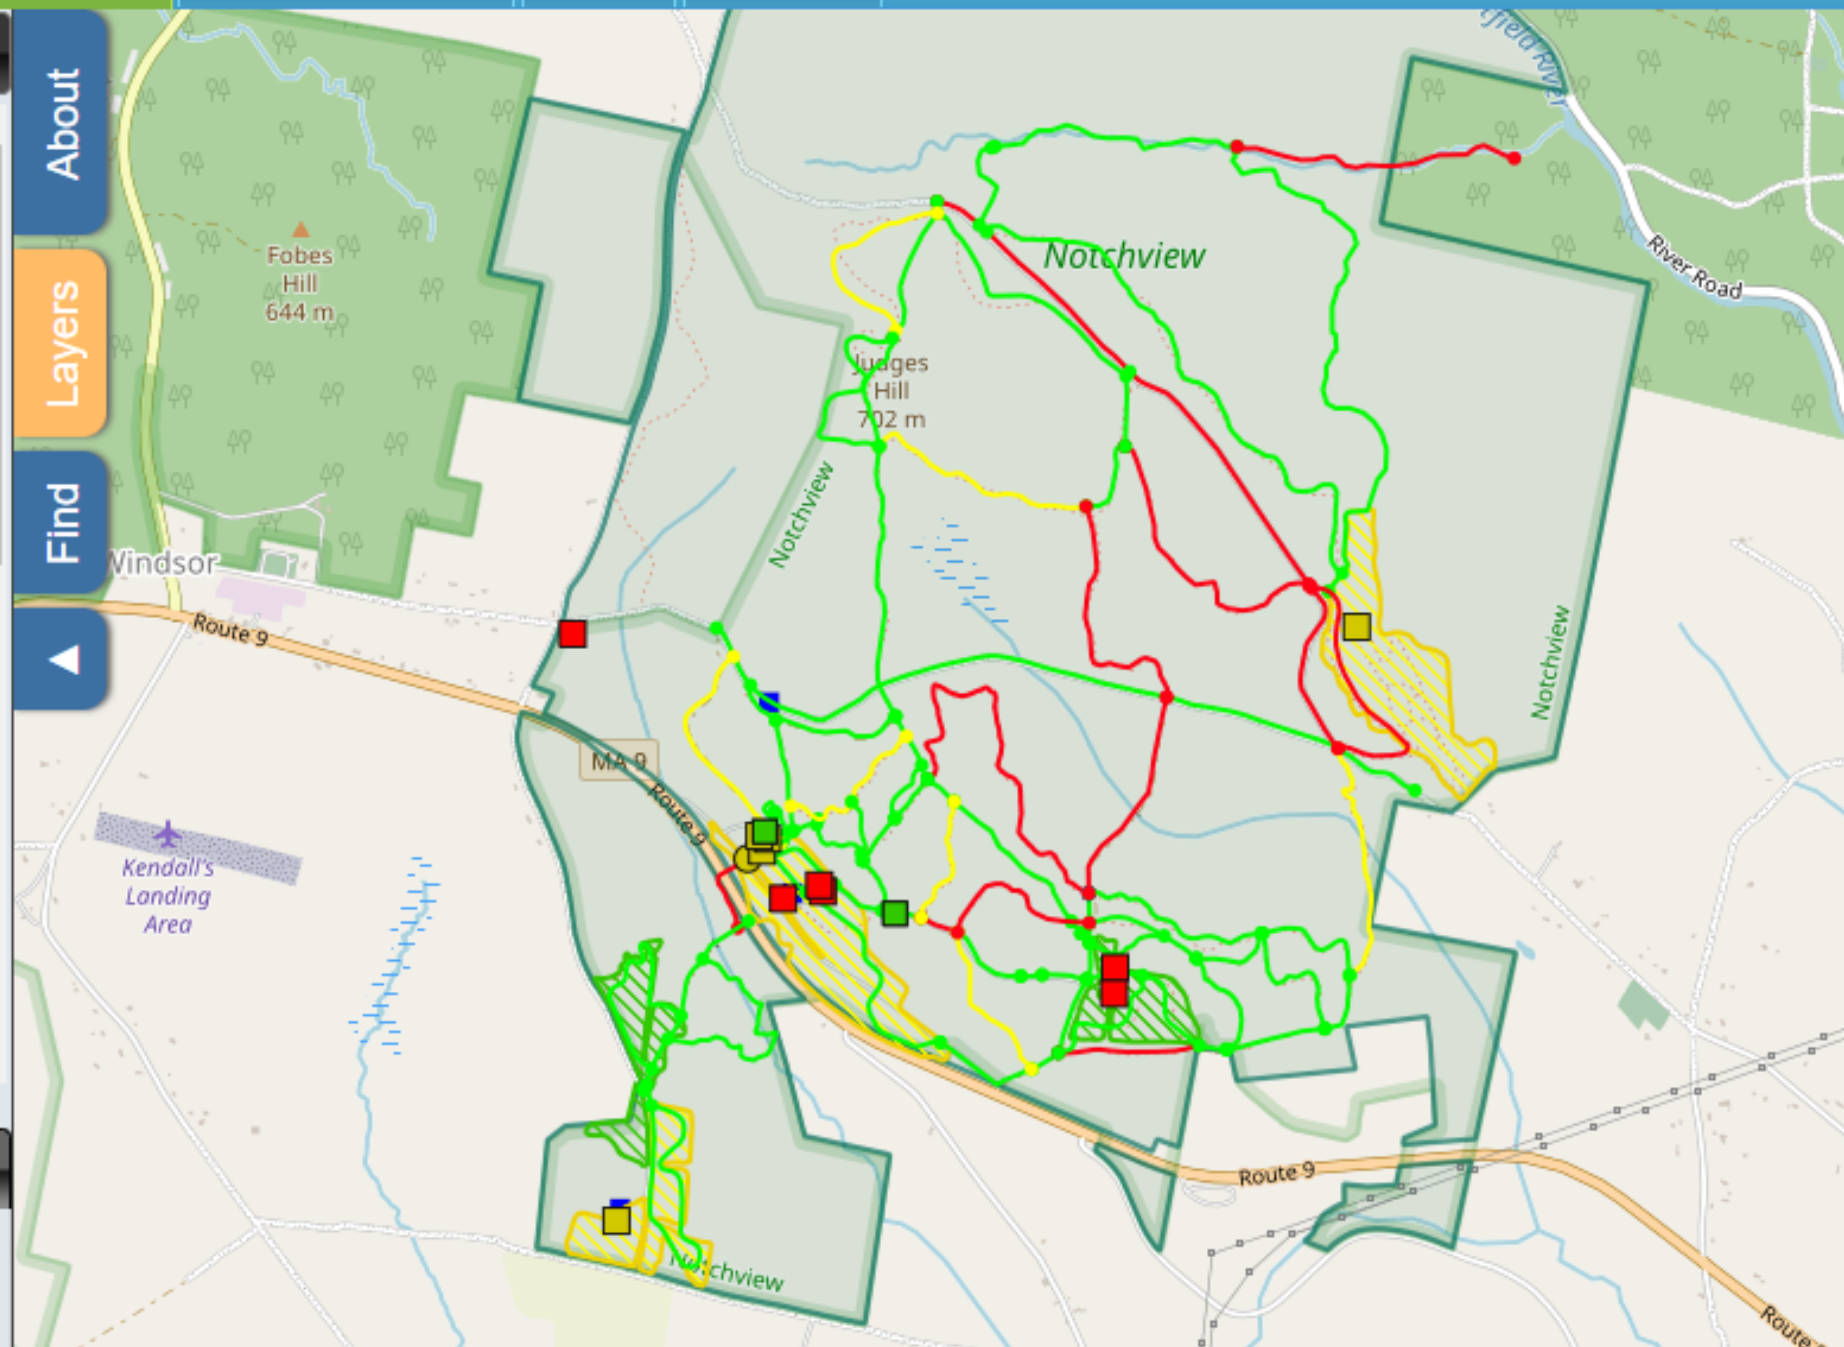 About
Layers
Find
Fobes
Hill
644 m
Windsor
Route 9
MA 9
Route 9
Kendall's
Landing
Area
Notchview
Judges
Hill
702 m
Notchview
River Road
Notchview
Route 9
Notchview
Route